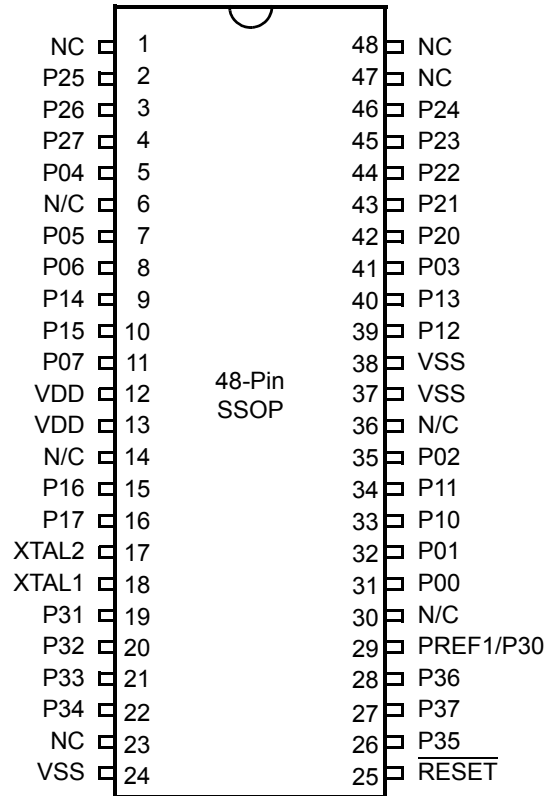 NC 1 48 NC
P25 2 47 NC
P26 3 46 P24
P27 4 45 P23
P04 5 44 P22
N/C 6 43 P21
P05 7 42 P20
P06 8 41 P03
P14 9 40 P13
P15 10 39 P12
P07 11 38 VSS
VDD 12 48-Pin 37 VSS
VDD 13 SSOP 36 N/C
N/C 14 35 P02
P16 15 34 P11
P17 16 33 P10
XTAL2 17 32 P01
XTAL1 18 31 P00
P31 19 30 N/C
P32 20 29 PREF1/P30
P33 21 28 P36
P34 22 27 P37
NC 23 26 P35
VSS 24 25 RESET